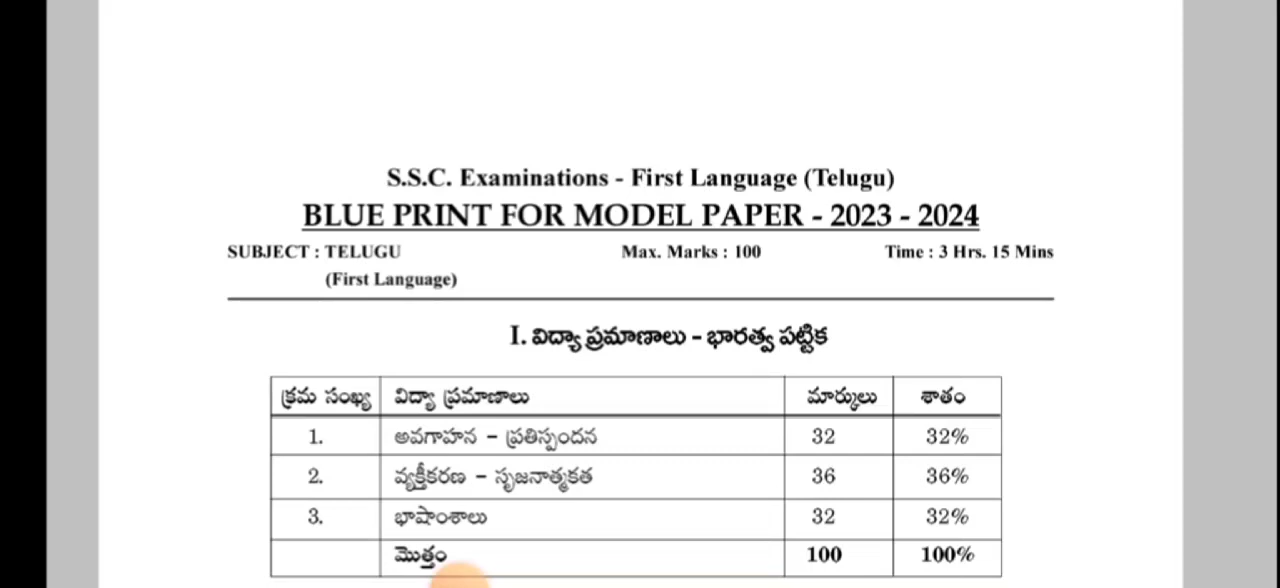 S.S.C. Examinations - First Language (Telugu)
BLUE PRINT FOR MODEL PAPER - 2023 - 2024
SUBJECT : TELUGU Max. Marks : 100 Time : 3 Hrs. 15 Mins
(First Language)
I. విద్యా ప్రమాణాలు - భారత్వ పట్టిక
క్రమ సంఖ్య విద్యా ప్రమాణాలు మార్కులు శాతం
1. అవగాహన - ప్రతిస్పందన 32 32%
2. వ్యక్తీకరణ - సృజనాత్మకత 36 36%
3. భాషాంశాలు 32 32%
మొత్తం 100 100%